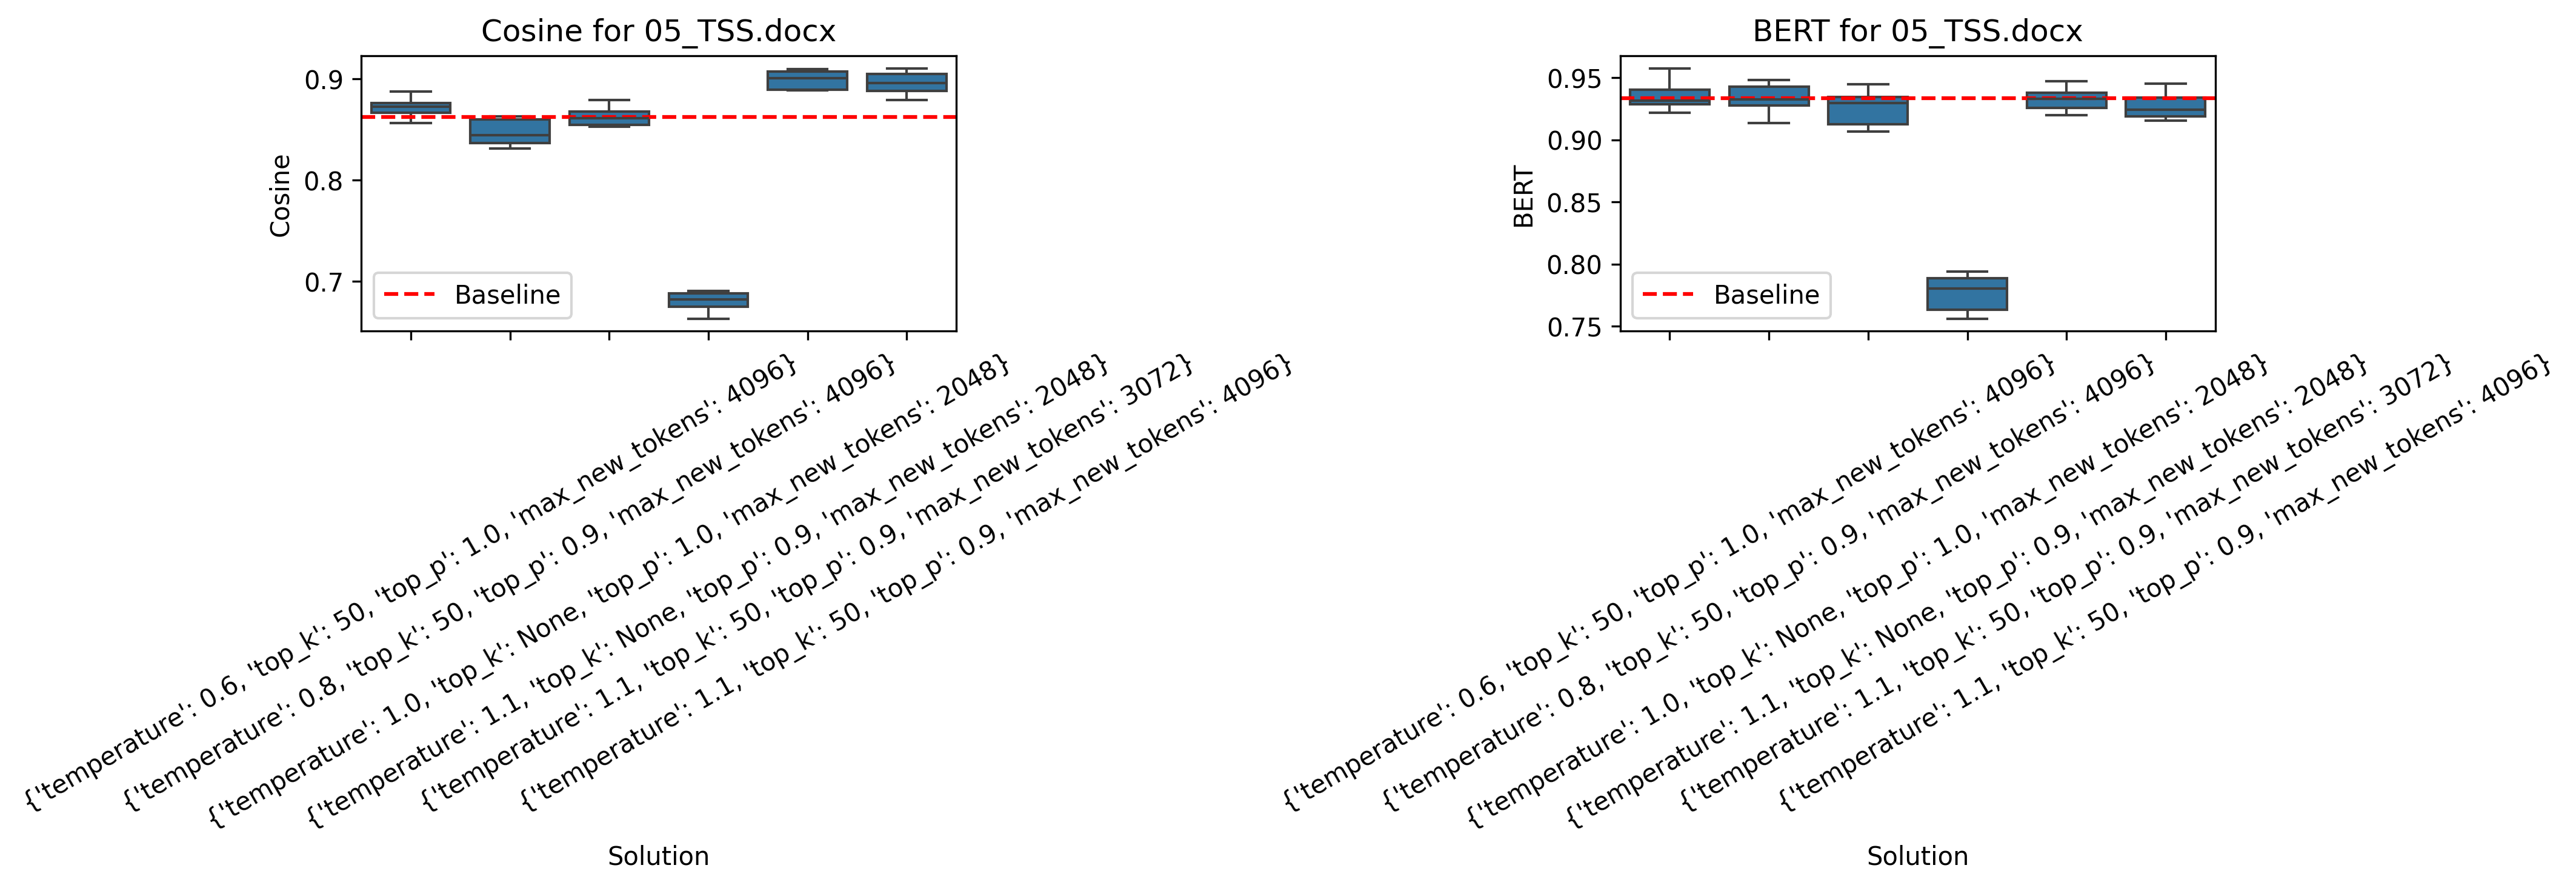 Cosine for 05_TSS.docx
Cosine
0.9
0.8
0.7
Baseline
{'temperature': 0.6, 'top_k': 50, 'top_p': 1.0, 'max_new_tokens': 4096}
{'temperature': 0.8, 'top_k': 50, 'top_p': 0.9, 'max_new_tokens': 4096}
{'temperature': 1.0, 'top_k': None, 'top_p': 1.0, 'max_new_tokens': 2048}
{'temperature': 1.1, 'top_k': None, 'top_p': 0.9, 'max_new_tokens': 2048}
{'temperature': 1.1, 'top_k': 50, 'top_p': 0.9, 'max_new_tokens': 3072}
{'temperature': 1.1, 'top_k': 50, 'top_p': 0.9, 'max_new_tokens': 4096}
Solution
BERT for 05_TSS.docx
BERT
0.95
0.90
0.85
0.80
0.75
Baseline
{'temperature': 0.6, 'top_k': 50, 'top_p': 1.0, 'max_new_tokens': 4096}
{'temperature': 0.8, 'top_k': 50, 'top_p': 0.9, 'max_new_tokens': 4096}
{'temperature': 1.0, 'top_k': None, 'top_p': 1.0, 'max_new_tokens': 2048}
{'temperature': 1.1, 'top_k': None, 'top_p': 0.9, 'max_new_tokens': 2048}
{'temperature': 1.1, 'top_k': 50, 'top_p': 0.9, 'max_new_tokens': 3072}
{'temperature': 1.1, 'top_k': 50, 'top_p': 0.9, 'max_new_tokens': 4096}
Solution